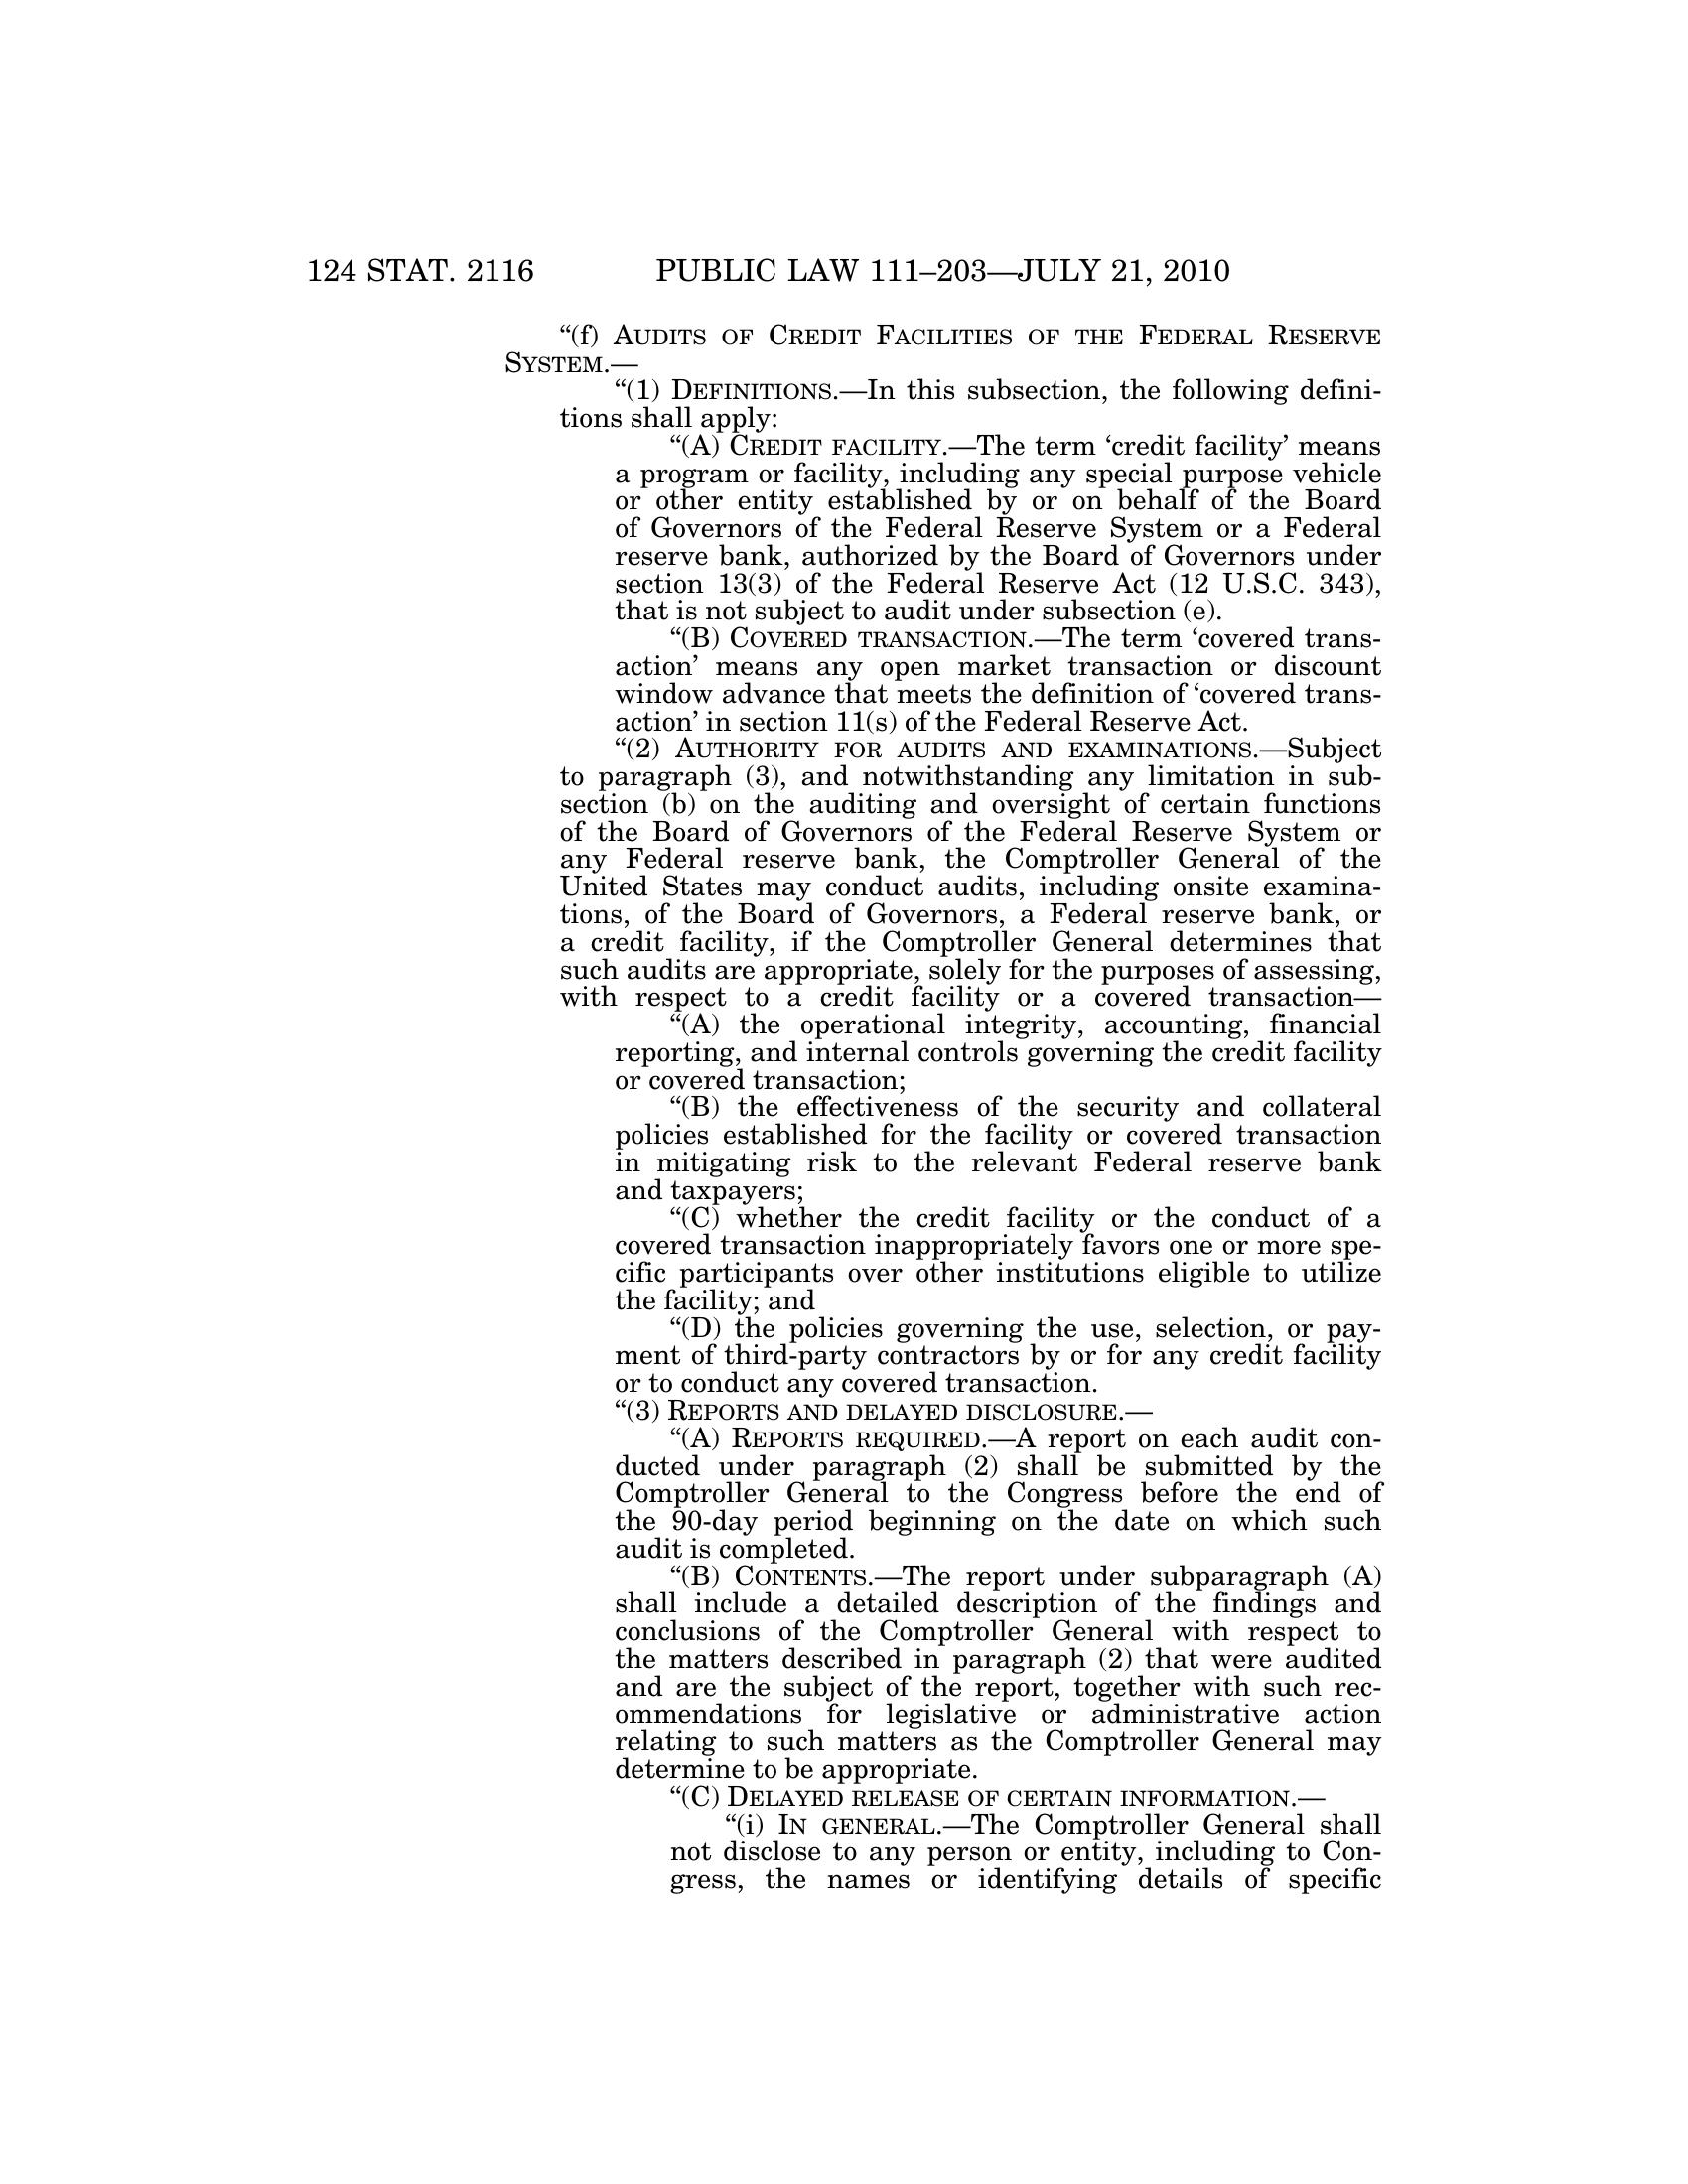 124 STAT. 2116 PUBLIC LAW 111–203—JULY 21, 2010
“(f) AUDITS OF CREDIT FACILITIES OF THE FEDERAL RESERVE
SYSTEM.—
“(1) DEFINITIONS.—In this subsection, the following defini-
tions shall apply:
“(A) CREDIT FACILITY.—The term ‘credit facility’ means
a program or facility, including any special purpose vehicle
or other entity established by or on behalf of the Board
of Governors of the Federal Reserve System or a Federal
reserve bank, authorized by the Board of Governors under
section 13(3) of the Federal Reserve Act (12 U.S.C. 343),
that is not subject to audit under subsection (e).
“(B) COVERED TRANSACTION.—The term ‘covered trans-
action’ means any open market transaction or discount
window advance that meets the definition of ‘covered trans-
action’ in section 11(s) of the Federal Reserve Act.
“(2) AUTHORITY FOR AUDITS AND EXAMINATIONS.—Subject
to paragraph (3), and notwithstanding any limitation in sub-
section (b) on the auditing and oversight of certain functions
of the Board of Governors of the Federal Reserve System or
any Federal reserve bank, the Comptroller General of the
United States may conduct audits, including onsite examina-
tions, of the Board of Governors, a Federal reserve bank, or
a credit facility, if the Comptroller General determines that
such audits are appropriate, solely for the purposes of assessing,
with respect to a credit facility or a covered transaction—
“(A) the operational integrity, accounting, financial
reporting, and internal controls governing the credit facility
or covered transaction;
“(B) the effectiveness of the security and collateral
policies established for the facility or covered transaction
in mitigating risk to the relevant Federal reserve bank
and taxpayers;
“(C) whether the credit facility or the conduct of a
covered transaction inappropriately favors one or more spe-
cific participants over other institutions eligible to utilize
the facility; and
“(D) the policies governing the use, selection, or pay-
ment of third-party contractors by or for any credit facility
or to conduct any covered transaction.
“(3) REPORTS AND DELAYED DISCLOSURE.—
“(A) REPORTS REQUIRED.—A report on each audit con-
ducted under paragraph (2) shall be submitted by the
Comptroller General to the Congress before the end of
the 90-day period beginning on the date on which such
audit is completed.
“(B) CONTENTS.—The report under subparagraph (A)
shall include a detailed description of the findings and
conclusions of the Comptroller General with respect to
the matters described in paragraph (2) that were audited
and are the subject of the report, together with such rec-
ommendations for legislative or administrative action
relating to such matters as the Comptroller General may
determine to be appropriate.
“(C) DELAYED RELEASE OF CERTAIN INFORMATION.—
“(i) IN GENERAL.—The Comptroller General shall
not disclose to any person or entity, including to Con-
gress, the names or identifying details of specific